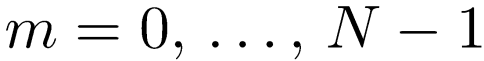 m = 0, … , N − 1